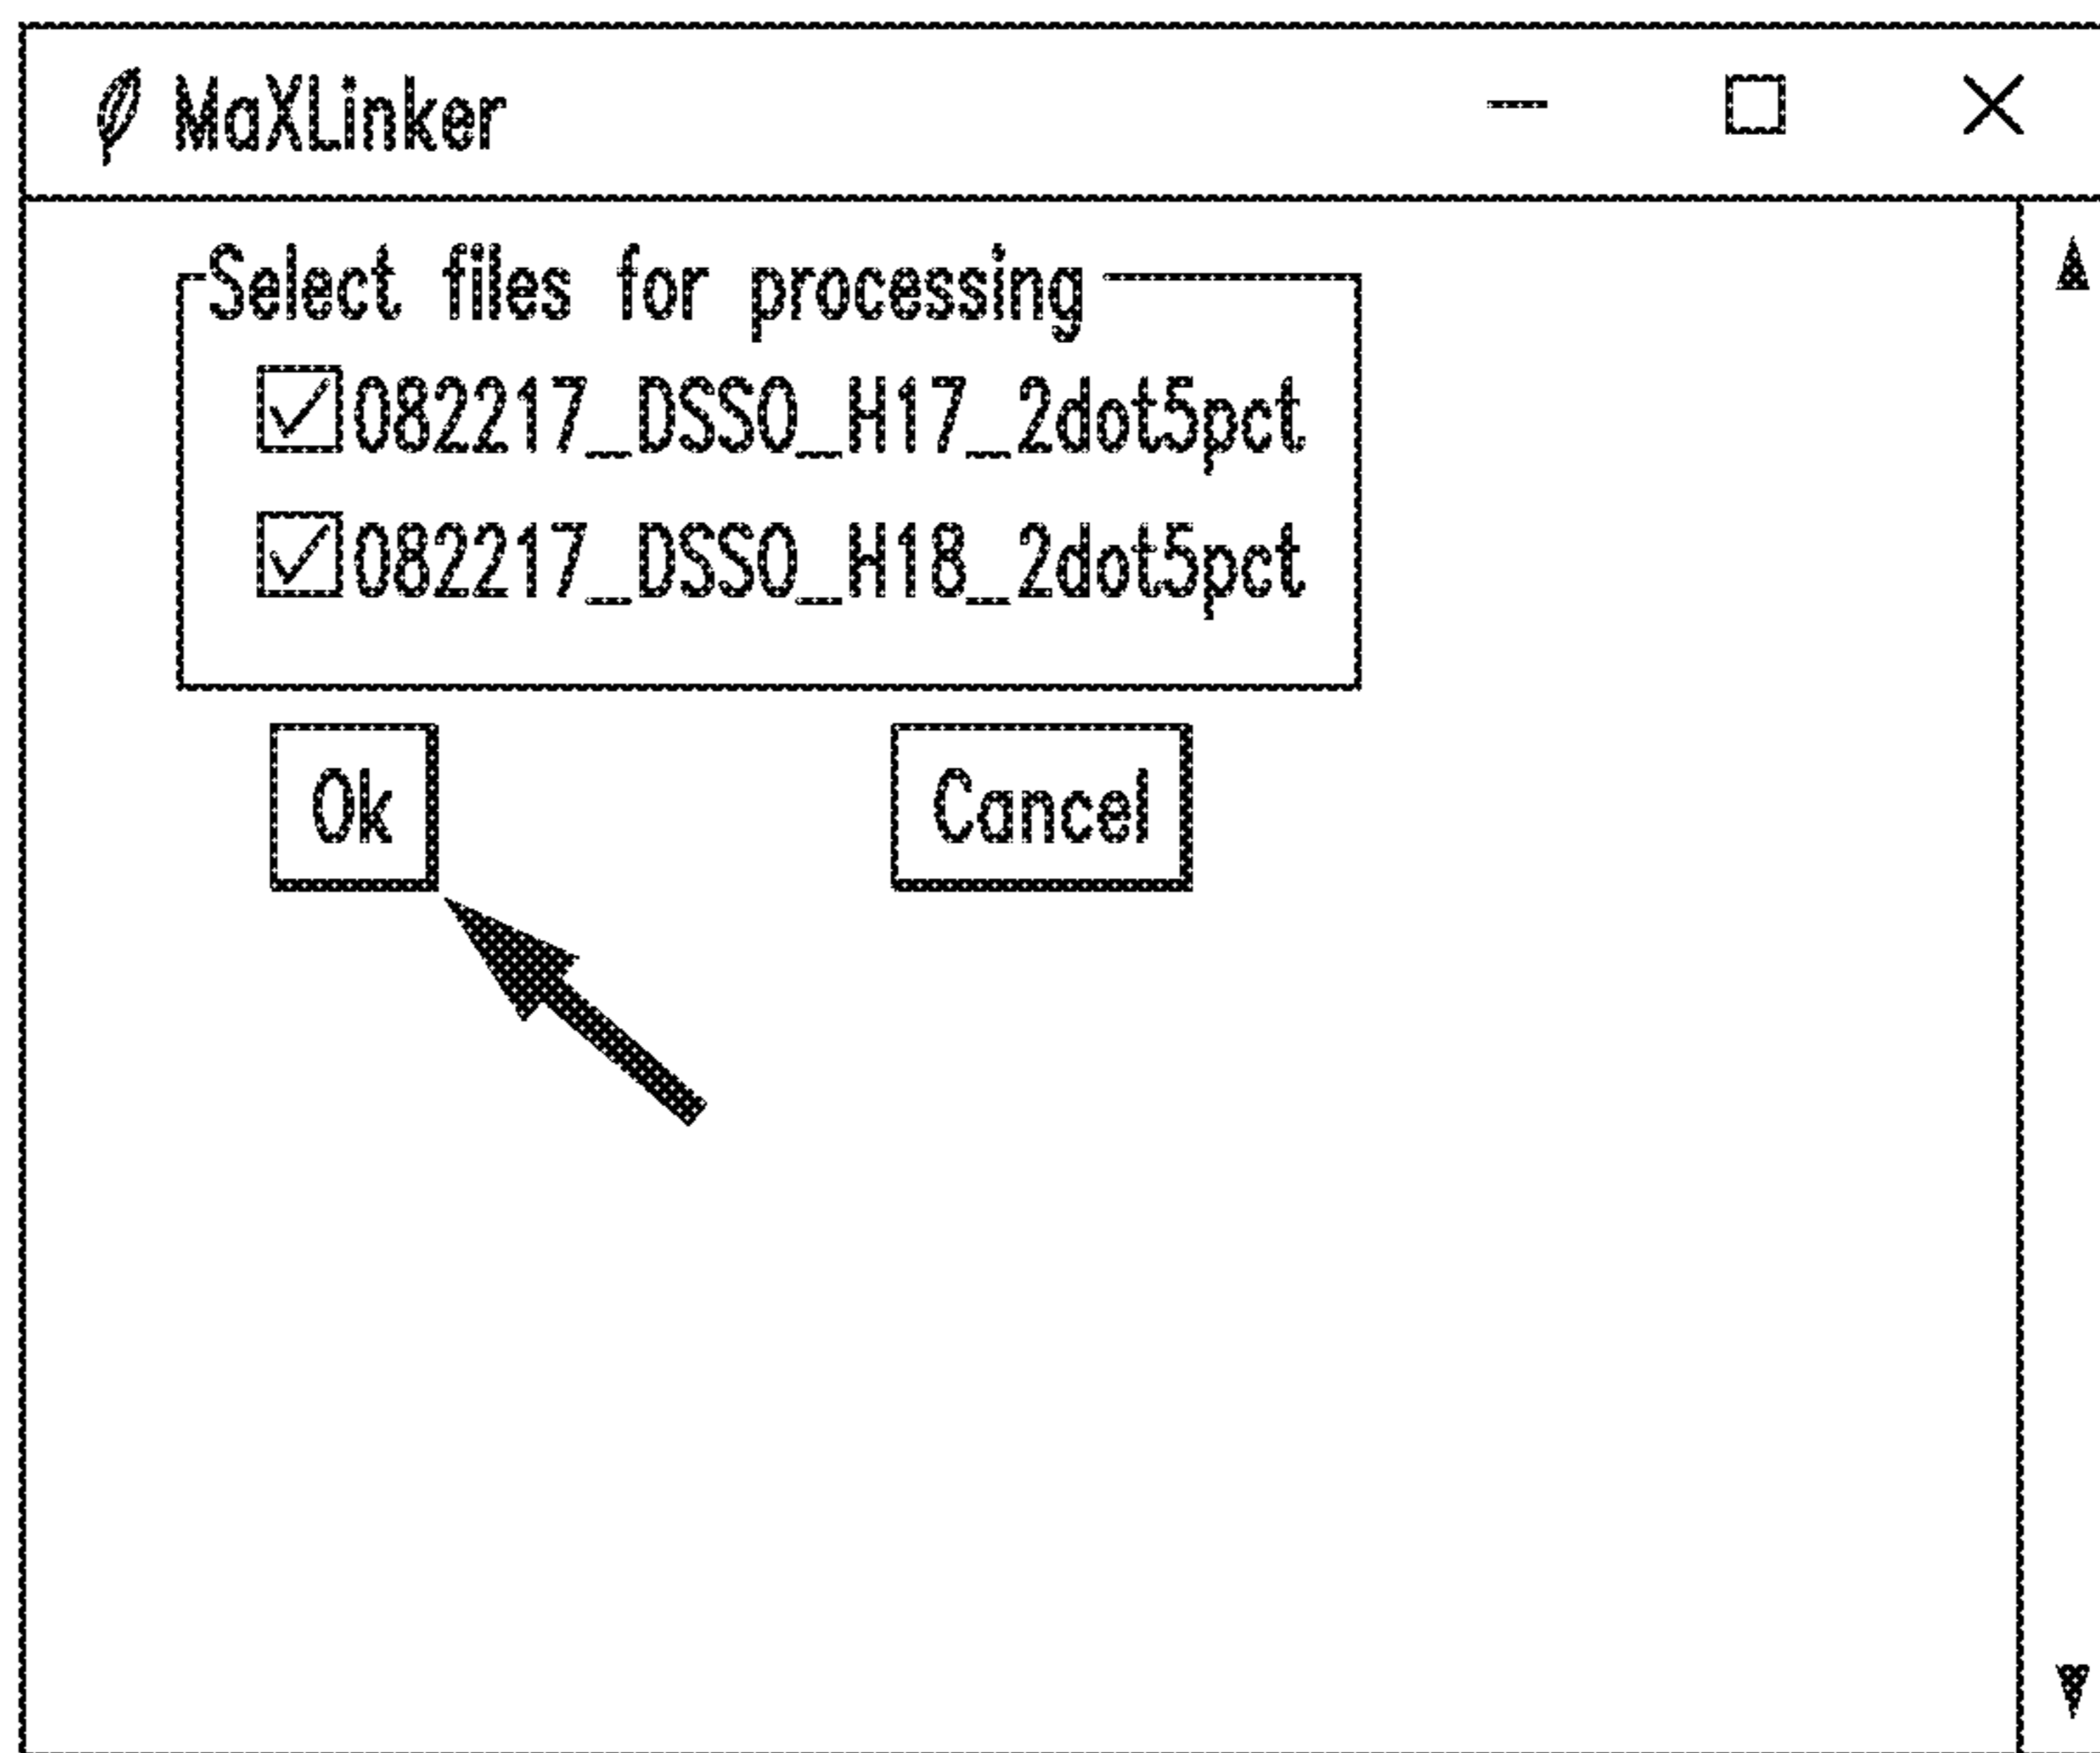 MaXLinker
Select files for processing
082217_DSSO_H17_2dot5pct
082217_DSSO_H18_2dot5pct
Ok
Cancel